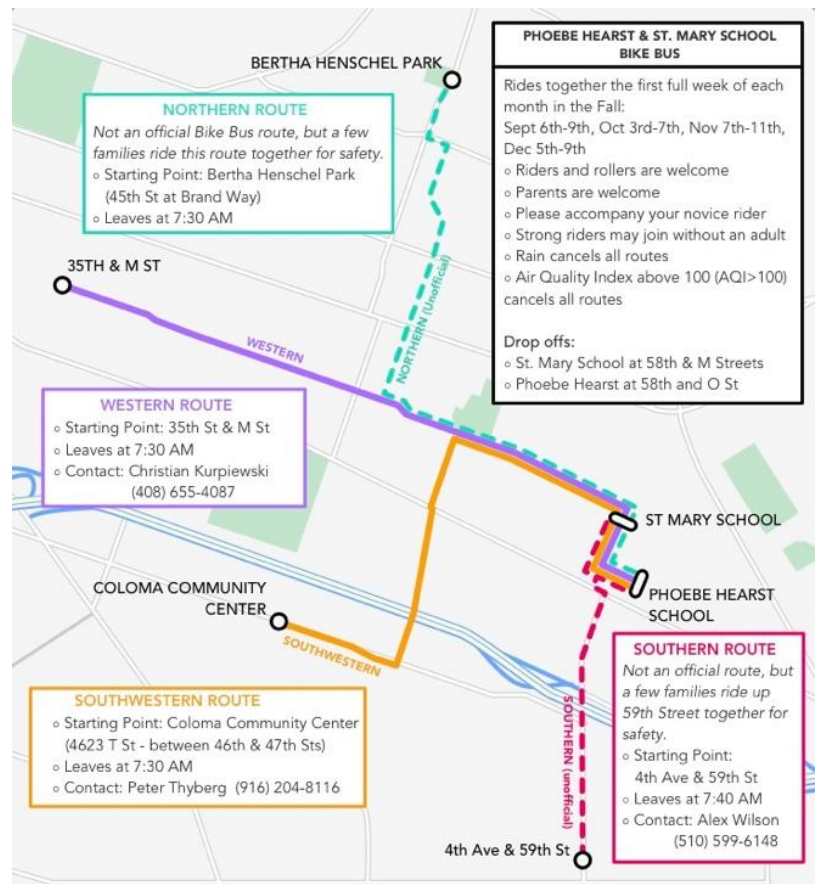 BERTHA HENSCHEL PARK
NORTHERN ROUTE
Not an official Bike Bus route, but a few
families ride this route together for safety.
○ Starting Point: Bertha Henschel Park
(45th St at Brand Way)
○ Leaves at 7:30 AM
PHOEBE HEARST & ST. MARY SCHOOL
BIKE BUS
Rides together the first full week of each
month in the Fall:
Sept 6th-9th, Oct 3rd-7th, Nov 7th-11th,
Dec 5th-9th
○ Riders and rollers are welcome
○ Parents are welcome
○ Please accompany your novice rider
○ Strong riders may join without an adult
○ Rain cancels all routes
○ Air Quality Index above 100 (AQI>100)
cancels all routes
Drop offs:
○ St. Mary School at 58th & M Streets
○ Phoebe Hearst at 58th and O St
35TH & M ST
WESTERN
NORTHERN (Unofficial)
WESTERN ROUTE
○ Starting Point: 35th St & M St
○ Leaves at 7:30 AM
○ Contact: Christian Kurpiewski
(408) 655-4087
ST MARY SCHOOL
PHOEBE HEARST
SCHOOL
COLOMA COMMUNITY
CENTER
SOUTHWESTERN
SOUTHWESTERN ROUTE
○ Starting Point: Coloma Community Center
(4623 T St - between 46th & 47th Sts)
○ Leaves at 7:30 AM
○ Contact: Peter Thyberg (916) 204-8116
SOUTHERN (unofficial)
SOUTHERN ROUTE
Not an official route, but
a few families ride up
59th Street together for
safety.
○ Starting Point:
4th Ave & 59th St
○ Leaves at 7:40 AM
○ Contact: Alex Wilson
(510) 599-6148
4th Ave & 59th St